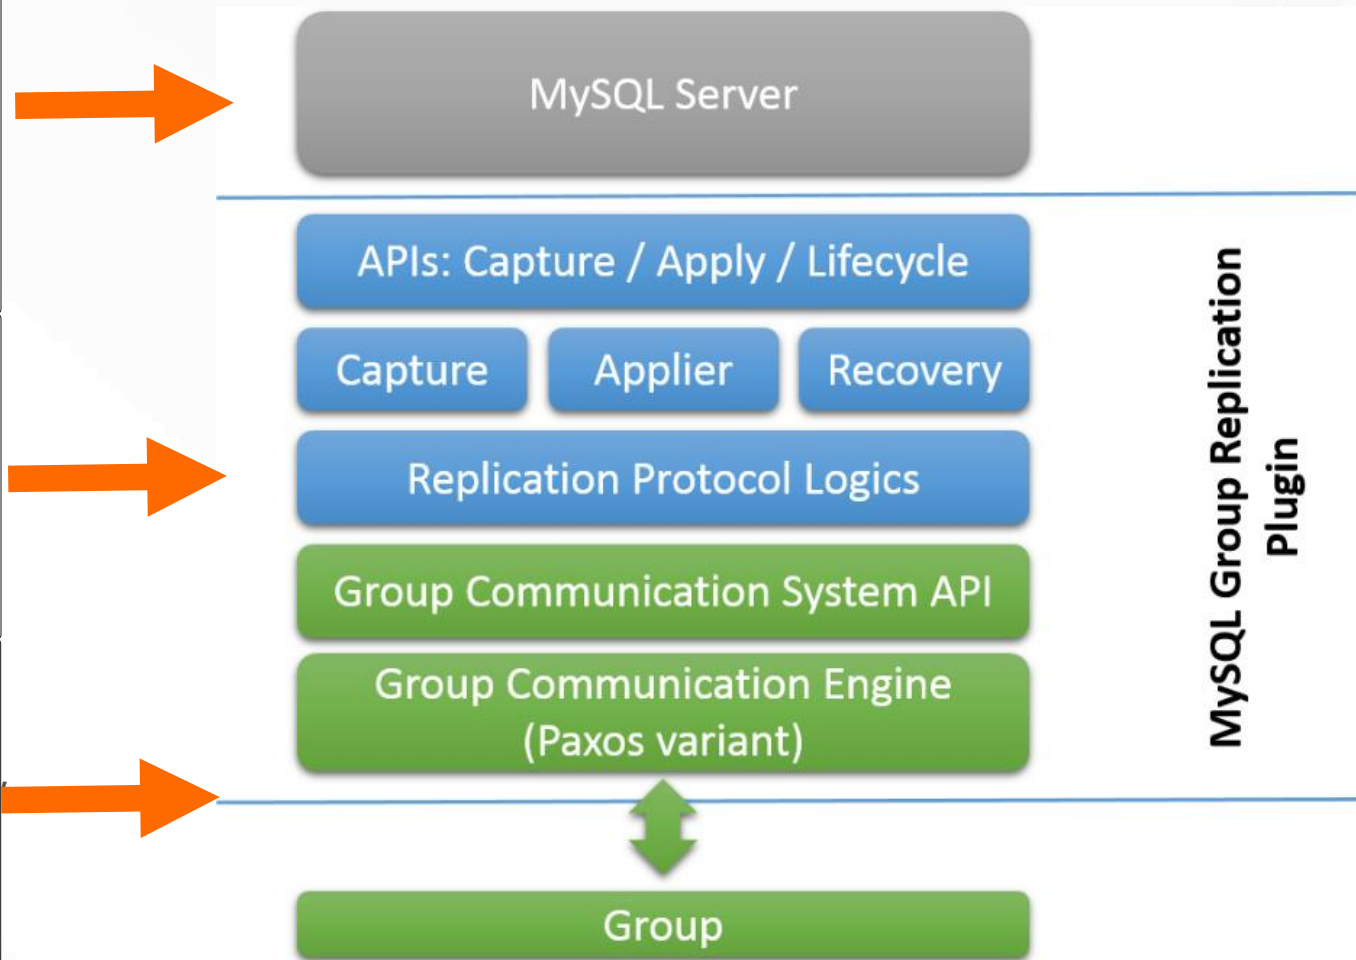 MySQL Server
APIs: Capture / Apply / Lifecycle
Capture
Applier
Recovery
Replication Protocol Logics
Group Communication System API
Group Communication Engine
(Paxos variant)
Group
MySQL Group Replication
Plugin